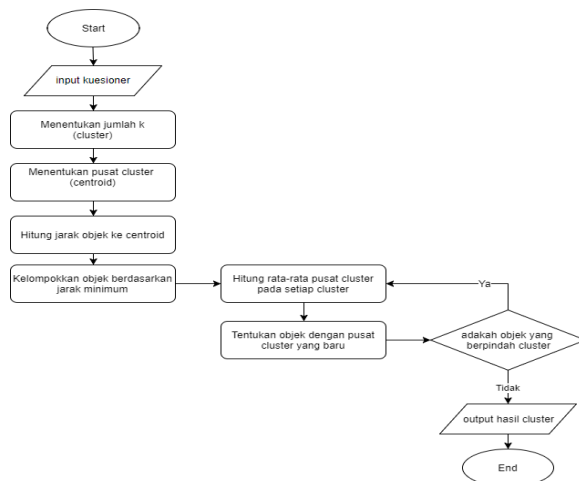 Start
input kuesioner
Menentukan jumlah k
(cluster)
Menentukan pusat cluster
(centroid)
Hitung jarak objek ke centroid
Kelompokkan objek berdasarkan
jarak minimum
Hitung rata-rata pusat cluster
pada setiap cluster
Tentukan objek dengan pusat
cluster yang baru
Ya
adakah objek yang
berpindah cluster
Tidak
output hasil cluster
End